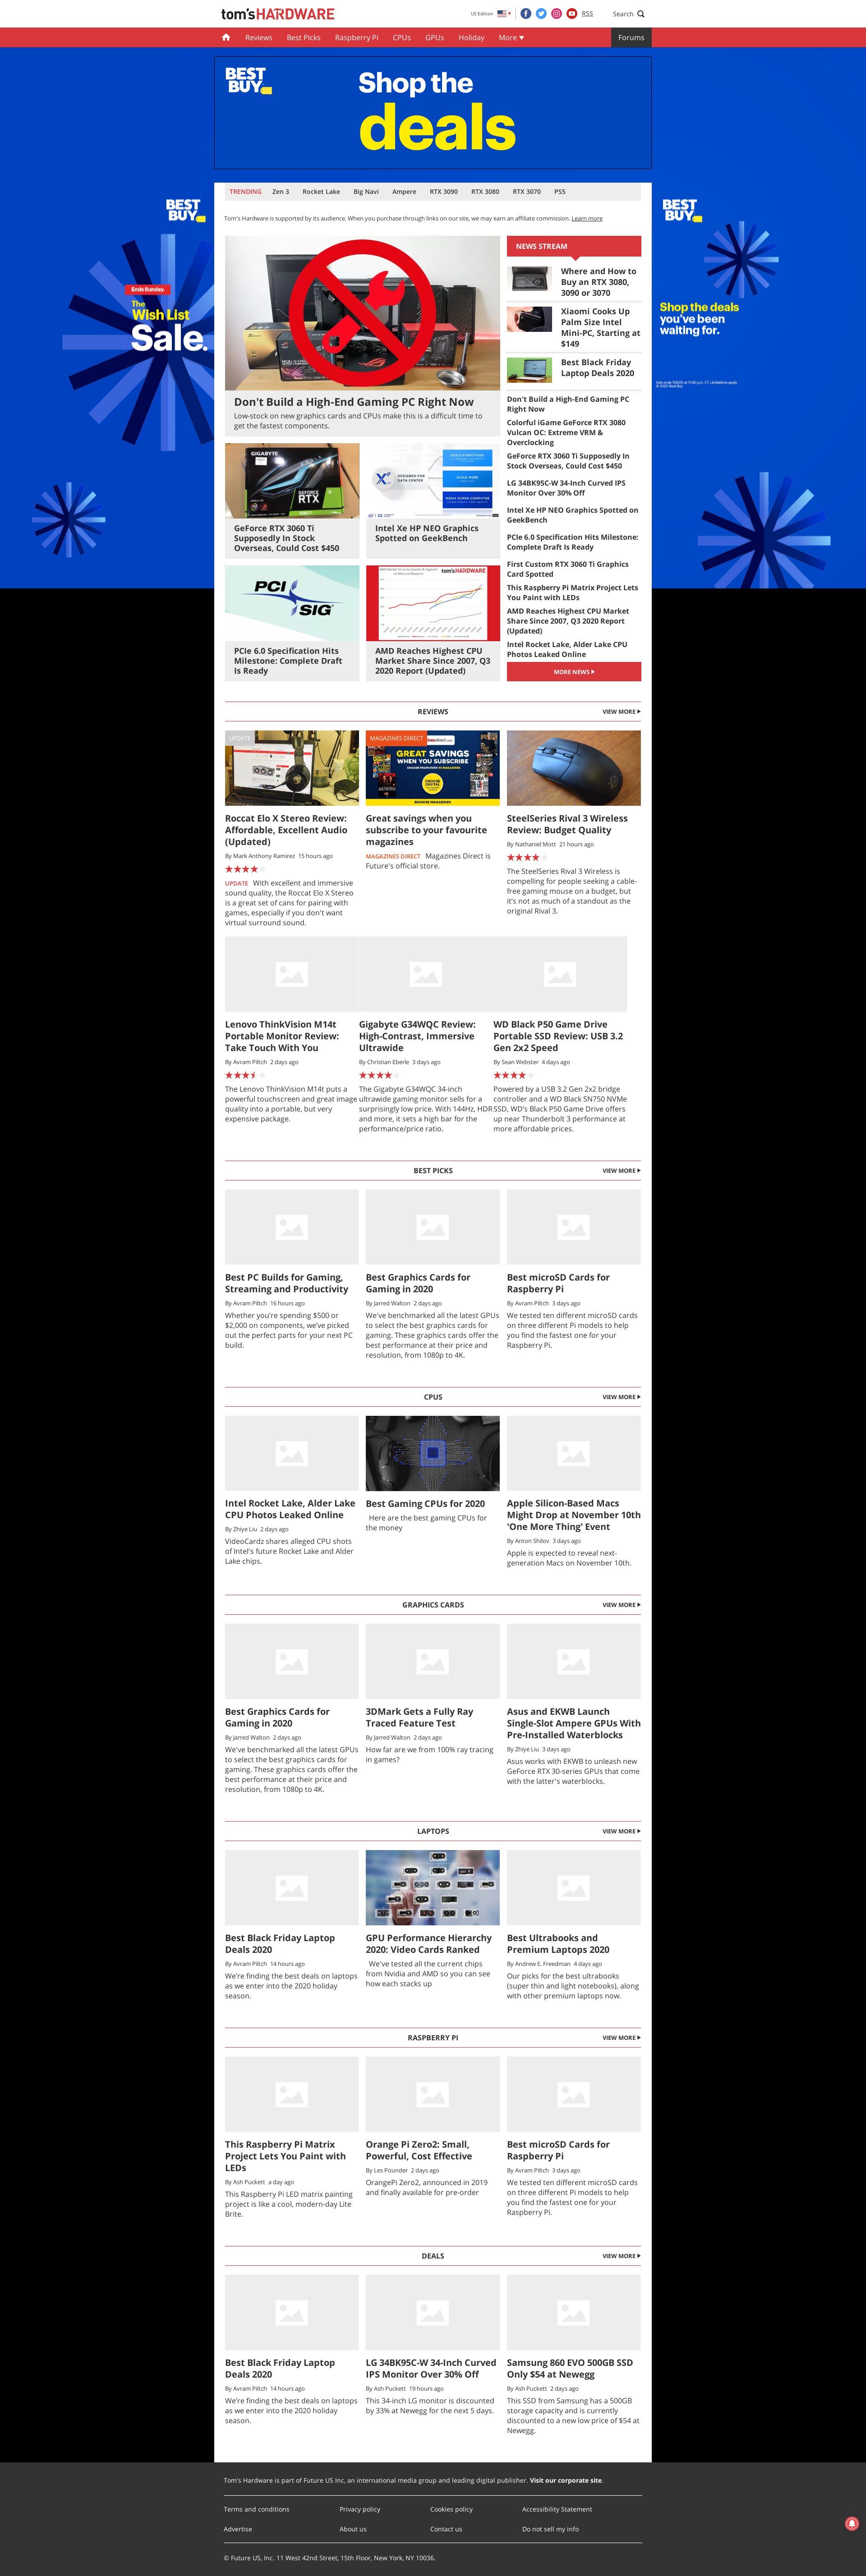 tom'sHARDWARE
US Edition
RSS
Search
Reviews
Best Picks
Raspberry Pi
CPUs
GPUs
Holiday
More
Forums
BEST BUY
Shop the
deals
BEST BUY
Ends Sunday.
The
Wish List
Sale.
BEST BUY
Shop the deals
you've been
waiting for.
TRENDING
Zen 3
Rocket Lake
Big Navi
Ampere
RTX 3090
RTX 3080
RTX 3070
PS5
Tom's Hardware is supported by its audience. When you purchase through links on our site, we may earn an affiliate commission. Learn more
Don't Build a High-End Gaming PC Right Now
Low-stock on new graphics cards and CPUs make this is a difficult time to
get the fastest components.
GIGABYTE
GEFORCE
RTX
GeForce RTX 3060 Ti
Supposedly In Stock
Overseas, Could Cost $450
DESIGNED FOR
DATA CENTER
Intel Xe HP NEO Graphics
Spotted on GeekBench
PCI
SIG
PCIe 6.0 Specification Hits
Milestone: Complete Draft
Is Ready
tom'sHARDWARE
AMD Reaches Highest CPU
Market Share Since 2007, Q3
2020 Report (Updated)
NEWS STREAM
Where and How to
Buy an RTX 3080,
3090 or 3070
Xiaomi Cooks Up
Palm Size Intel
Mini-PC, Starting at
$149
Best Black Friday
Laptop Deals 2020
Don't Build a High-End Gaming PC
Right Now
Colorful iGame GeForce RTX 3080
Vulcan OC: Extreme VRM &
Overclocking
GeForce RTX 3060 Ti Supposedly In
Stock Overseas, Could Cost $450
LG 34BK95C-W 34-Inch Curved IPS
Monitor Over 30% Off
Intel Xe HP NEO Graphics Spotted on
GeekBench
PCIe 6.0 Specification Hits Milestone:
Complete Draft Is Ready
First Custom RTX 3060 Ti Graphics
Card Spotted
This Raspberry Pi Matrix Project Lets
You Paint with LEDs
AMD Reaches Highest CPU Market
Share Since 2007, Q3 2020 Report
(Updated)
Intel Rocket Lake, Alder Lake CPU
Photos Leaked Online
MORE NEWS
REVIEWS
VIEW MORE
UPDATE
Roccat Elo X Stereo Review:
Affordable, Excellent Audio
(Updated)
By Mark Anthony Ramirez 15 hours ago
UPDATE With excellent and immersive
sound quality, the Roccat Elo X Stereo
is a great set of cans for pairing with
games, especially if you don't want
virtual surround sound.
MAGAZINES DIRECT
GREAT SAVINGS
WHEN YOU SUBSCRIBE
CHOOSE DIGITAL
BROWSE MAGAZINES
Great savings when you
subscribe to your favourite
magazines
MAGAZINES DIRECT Magazines Direct is
Future's official store.
SteelSeries Rival 3 Wireless
Review: Budget Quality
By Nathaniel Mott 21 hours ago
The SteelSeries Rival 3 Wireless is
compelling for people seeking a cable-
free gaming mouse on a budget, but
it's not as much of a standout as the
original Rival 3.
Lenovo ThinkVision M14t
Portable Monitor Review:
Take Touch With You
By Avram Piltch 2 days ago
The Lenovo ThinkVision M14t puts a
powerful touchscreen and great image
quality into a portable, but very
expensive package.
Gigabyte G34WQC Review:
High-Contrast, Immersive
Ultrawide
By Christian Eberle 3 days ago
The Gigabyte G34WQC 34-inch
ultrawide gaming monitor sells for a
surprisingly low price. With 144Hz, HDR
and more, it sets a high bar for the
performance/price ratio.
WD Black P50 Game Drive
Portable SSD Review: USB 3.2
Gen 2x2 Speed
By Sean Webster 4 days ago
Powered by a USB 3.2 Gen 2x2 bridge
controller and a WD Black SN750 NVMe
SSD, WD's Black P50 Game Drive offers
up near Thunderbolt 3 performance at
more affordable prices.
BEST PICKS
VIEW MORE
Best PC Builds for Gaming,
Streaming and Productivity
By Avram Piltch 16 hours ago
Whether you're spending $500 or
$2,000 on components, we've picked
out the perfect parts for your next PC
build.
Best Graphics Cards for
Gaming in 2020
By Jarred Walton 2 days ago
We've benchmarked all the latest GPUs
to select the best graphics cards for
gaming. These graphics cards offer the
best performance at their price and
resolution, from 1080p to 4K.
Best microSD Cards for
Raspberry Pi
By Avram Piltch 3 days ago
We tested ten different microSD cards
on three different Pi models to help
you find the fastest one for your
Raspberry Pi.
CPUS
VIEW MORE
Intel Rocket Lake, Alder Lake
CPU Photos Leaked Online
By Zhiye Liu 2 days ago
VideoCardz shares alleged CPU shots
of Intel's future Rocket Lake and Alder
Lake chips.
Best Gaming CPUs for 2020
Here are the best gaming CPUs for
the money
Apple Silicon-Based Macs
Might Drop at November 10th
'One More Thing' Event
By Anton Shilov 3 days ago
Apple is expected to reveal next-
generation Macs on November 10th.
GRAPHICS CARDS
VIEW MORE
Best Graphics Cards for
Gaming in 2020
By Jarred Walton 2 days ago
We've benchmarked all the latest GPUs
to select the best graphics cards for
gaming. These graphics cards offer the
best performance at their price and
resolution, from 1080p to 4K.
3DMark Gets a Fully Ray
Traced Feature Test
By Jarred Walton 2 days ago
How far are we from 100% ray tracing
in games?
Asus and EKWB Launch
Single-Slot Ampere GPUs With
Pre-Installed Waterblocks
By Zhiye Liu 3 days ago
Asus works with EKWB to unleash new
GeForce RTX 30-series GPUs that come
with the latter's waterblocks.
LAPTOPS
VIEW MORE
Best Black Friday Laptop
Deals 2020
By Avram Piltch 14 hours ago
We're finding the best deals on laptops
as we enter into the 2020 holiday
season.
GPU Performance Hierarchy
2020: Video Cards Ranked
We've tested all the current chips
from Nvidia and AMD so you can see
how each stacks up
Best Ultrabooks and
Premium Laptops 2020
By Andrew E. Freedman 4 days ago
Our picks for the best ultrabooks
(super thin and light notebooks), along
with other premium laptops now.
RASPBERRY PI
VIEW MORE
This Raspberry Pi Matrix
Project Lets You Paint with
LEDs
By Ash Puckett a day ago
This Raspberry Pi LED matrix painting
project is like a cool, modern-day Lite
Brite.
Orange Pi Zero2: Small,
Powerful, Cost Effective
By Les Pounder 2 days ago
OrangePi Zero2, announced in 2019
and finally available for pre-order
Best microSD Cards for
Raspberry Pi
By Avram Piltch 3 days ago
We tested ten different microSD cards
on three different Pi models to help
you find the fastest one for your
Raspberry Pi.
DEALS
VIEW MORE
Best Black Friday Laptop
Deals 2020
By Avram Piltch 14 hours ago
We're finding the best deals on laptops
as we enter into the 2020 holiday
season.
LG 34BK95C-W 34-Inch Curved
IPS Monitor Over 30% Off
By Ash Puckett 19 hours ago
This 34-inch LG monitor is discounted
by 33% at Newegg for the next 5 days.
Samsung 860 EVO 500GB SSD
Only $54 at Newegg
By Ash Puckett 2 days ago
This SSD from Samsung has a 500GB
storage capacity and is currently
discounted to a new low price of $54 at
Newegg.
Tom's Hardware is part of Future US Inc, an international media group and leading digital publisher. Visit our corporate site.
Terms and conditions
Privacy policy
Cookies policy
Accessibility Statement
Advertise
About us
Contact us
Do not sell my info
© Future US, Inc. 11 West 42nd Street, 15th Floor, New York, NY 10036.